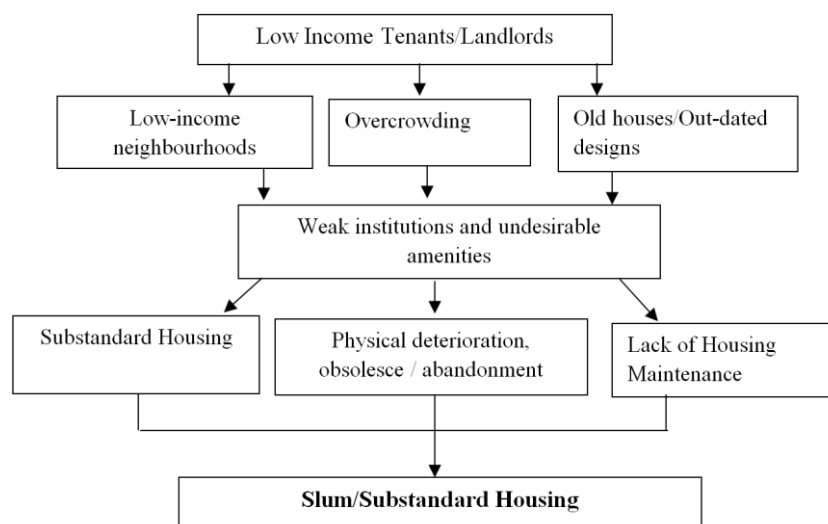 Low Income Tenants/Landlords
Low-income
neighbourhoods
Overcrowding
Old houses/Out-dated
designs
Weak institutions and undesirable
amenities
Substandard Housing
Physical deterioration,
obsolesce / abandonment
Lack of Housing
Maintenance
Slum/Substandard Housing